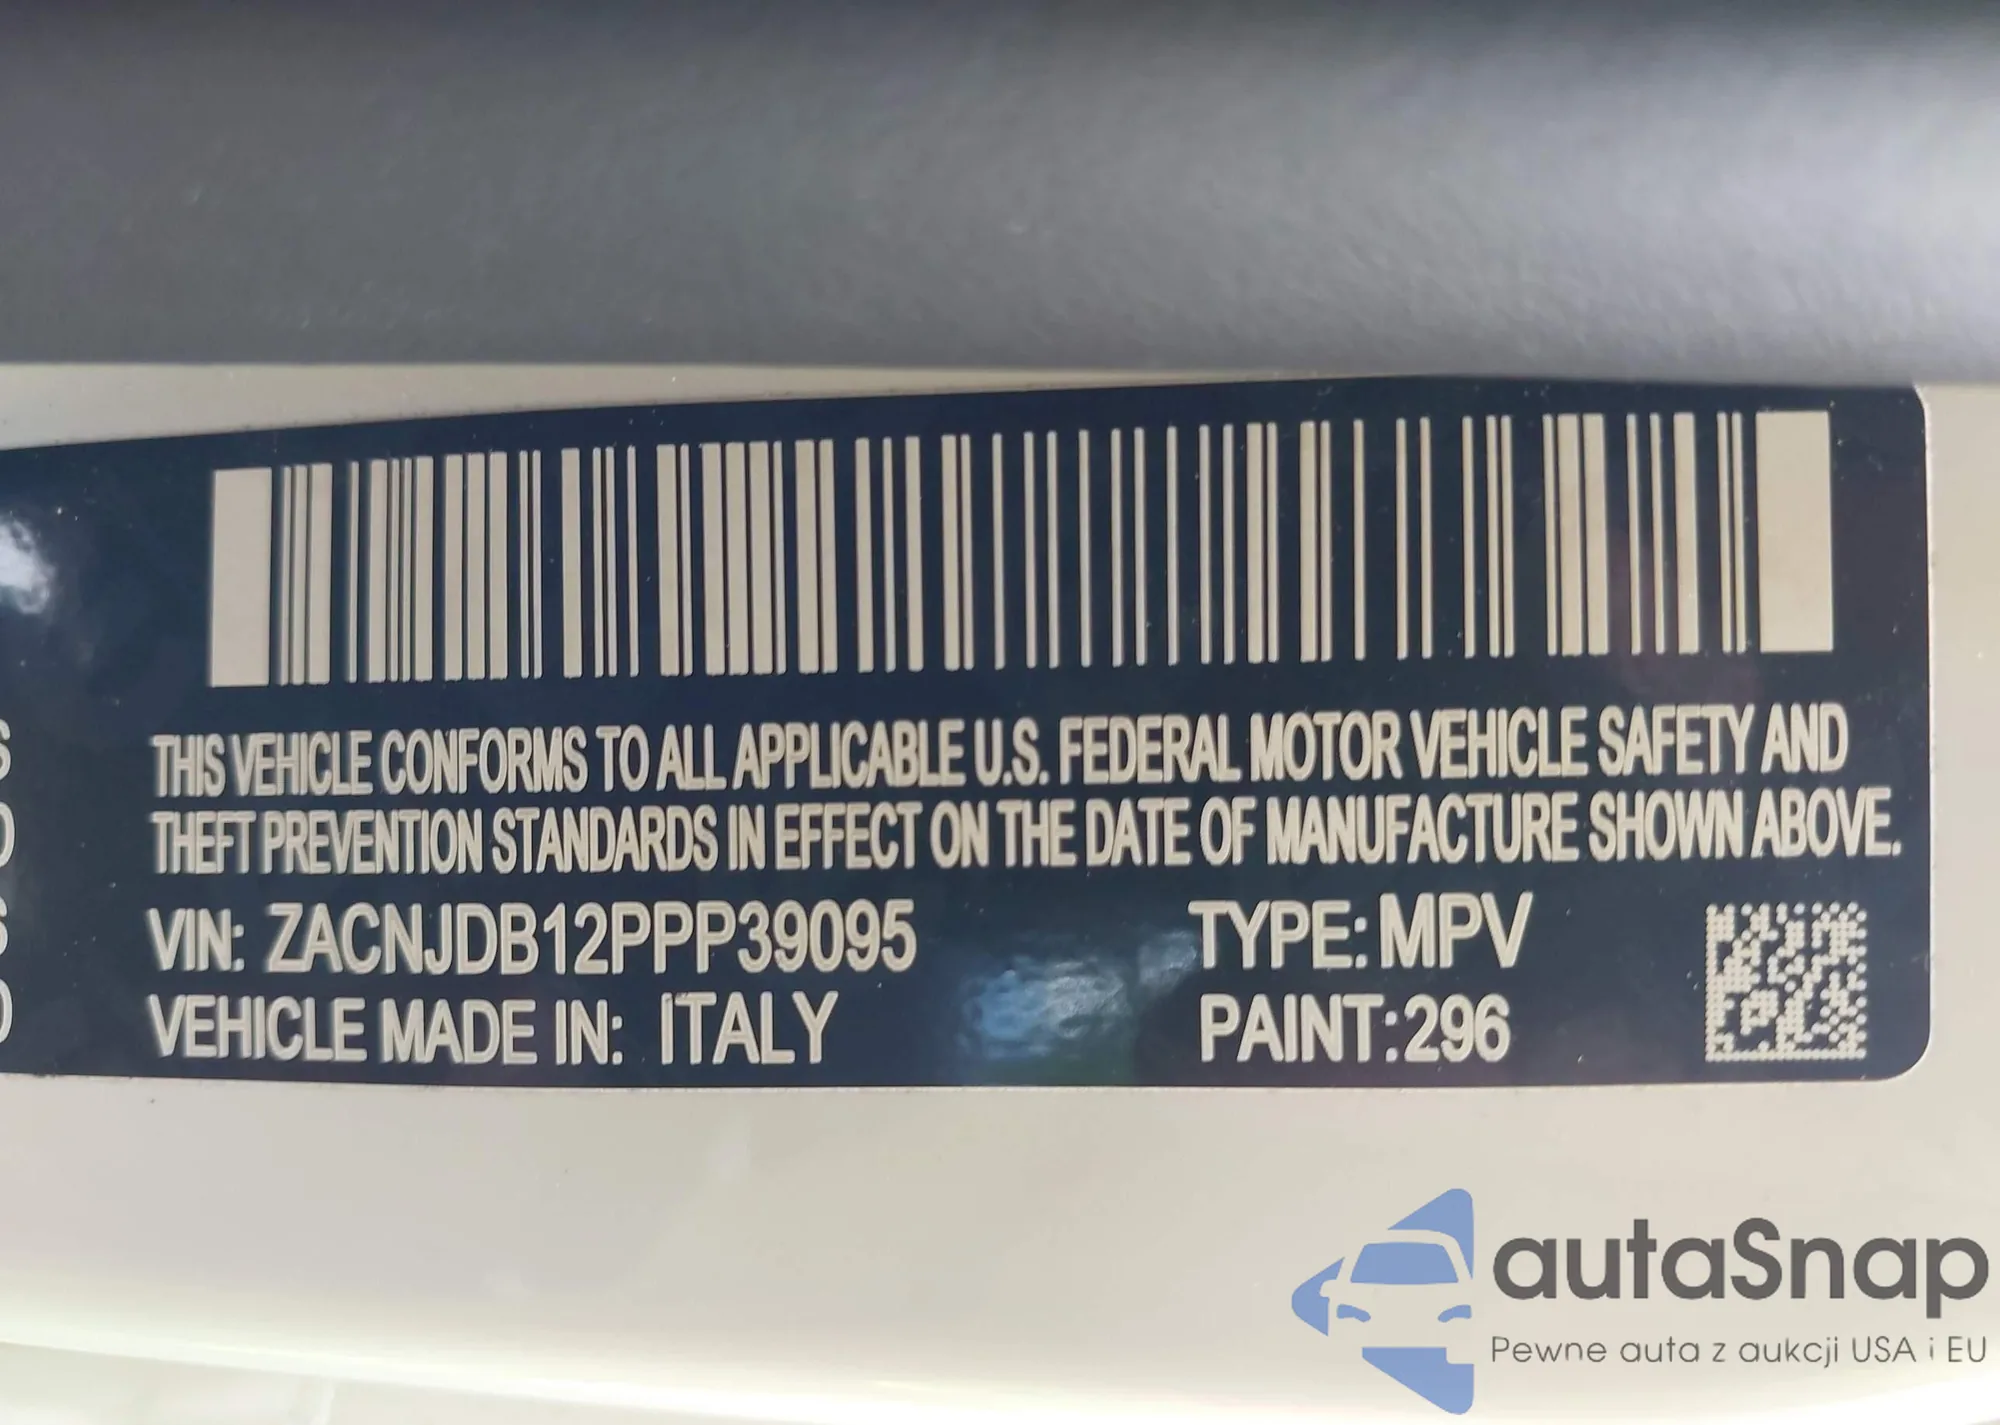 THIS VEHICLE CONFORMS TO ALL APPLICABLE U.S. FEDERAL MOTOR VEHICLE SAFETY AND
THEFT PREVENTION STANDARDS IN EFFECT ON THE DATE OF MANUFACTURE SHOWN ABOVE.
VIN: ZACNJDB12PPP39095 TYPE: MPV
VEHICLE MADE IN: ITALY PAINT:296
autaSnap
Pewne auta z aukcji USA i EU